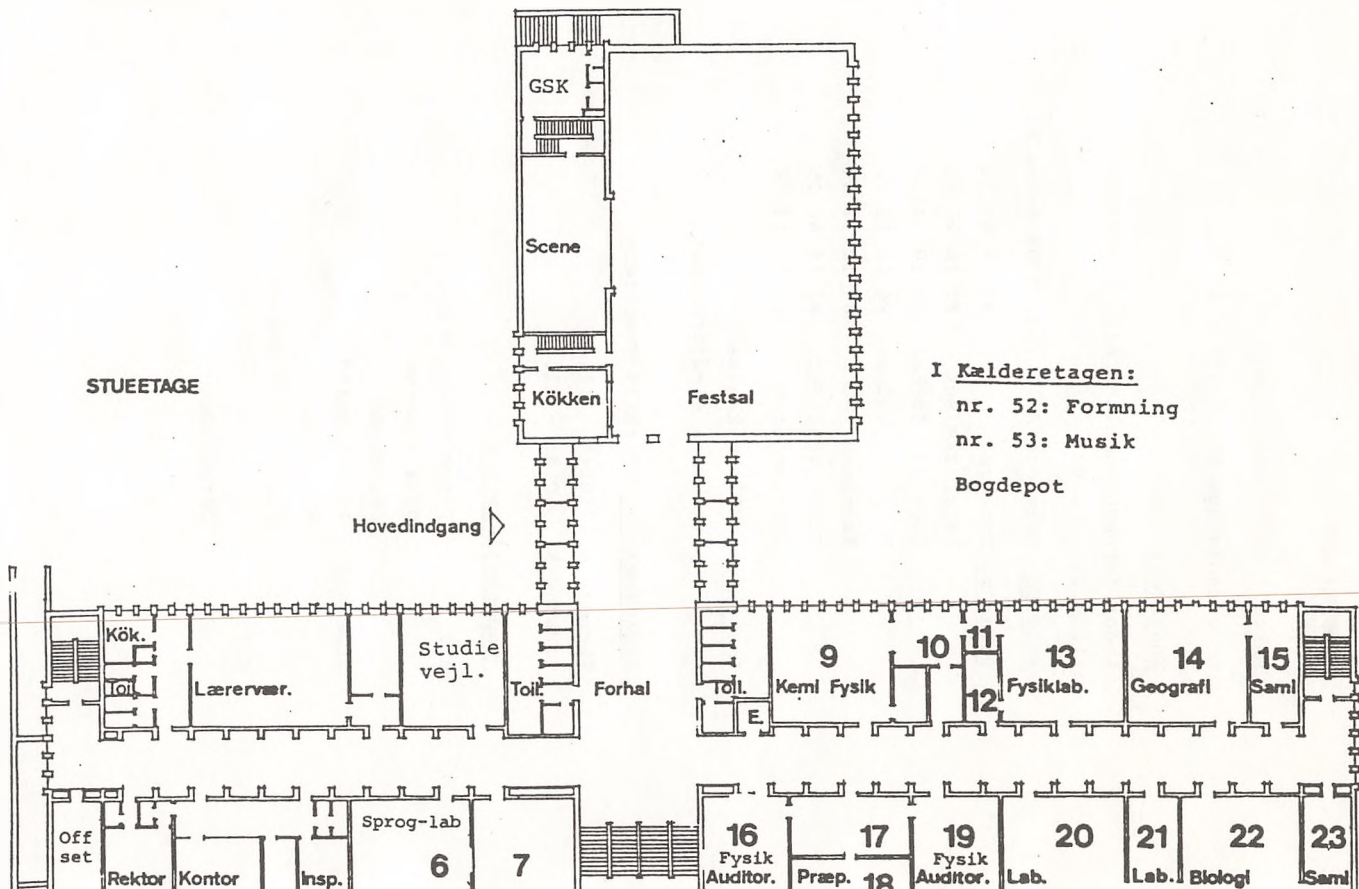 GSK
Scene
STUEETAGE
Kökken
Festsal
I Kælderetagen:
nr. 52: Formning
nr. 53: Musik
Bogdepot
Hovedindgang
Kök.
Toil.
Lærervær.
Studie
vejl.
Toil.
Forhal
Toil.
E.
9
Kemi Fysik
10
11
12
13
Fysiklab.
14
Geografi
15
Saml
Off
set
Rektor
Kontor
Insp.
Sprog-lab
6
7
16
Fysik
Auditor.
17
Præp.
18
19
Fysik
Auditor.
20
Lab.
21
Lab.
22
Biologi
23
Saml